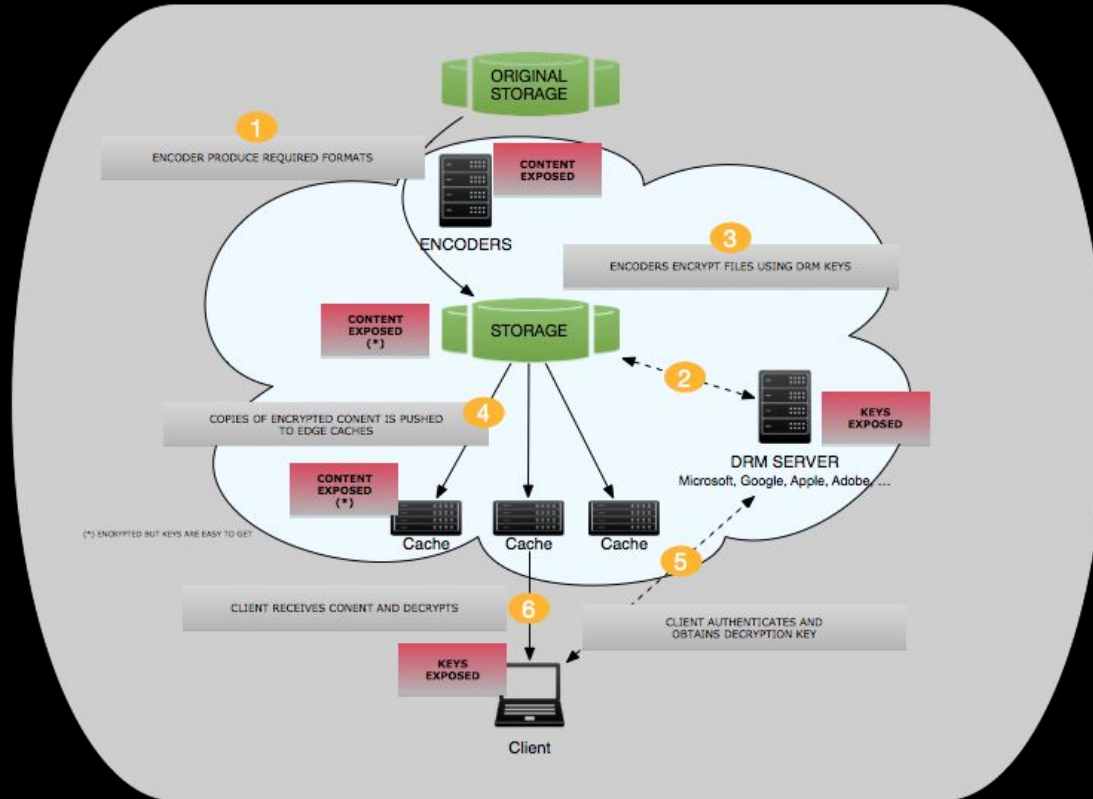 ORIGINAL
STORAGE
1
ENCODER PRODUCE REQUIRED FORMATS
CONTENT
EXPOSED
ENCODERS
3
ENCODERS ENCRYPT FILES USING DRM KEYS
CONTENT
EXPOSED
(*)
STORAGE
2
COPIES OF ENCRYPTED CONENT IS PUSHED
TO EDGE CACHES
4
KEYS
EXPOSED
DRM SERVER
Microsoft, Google, Apple, Adobe, ...
CONTENT
EXPOSED
(*)
(*) ENCRYPTED BUT KEYS ARE EASY TO GET
Cache
Cache
Cache
5
CLIENT RECEIVES CONENT AND DECRYPTS
6
CLIENT AUTHENTICATES AND
OBTAINS DECRYPTION KEY
KEYS
EXPOSED
Client